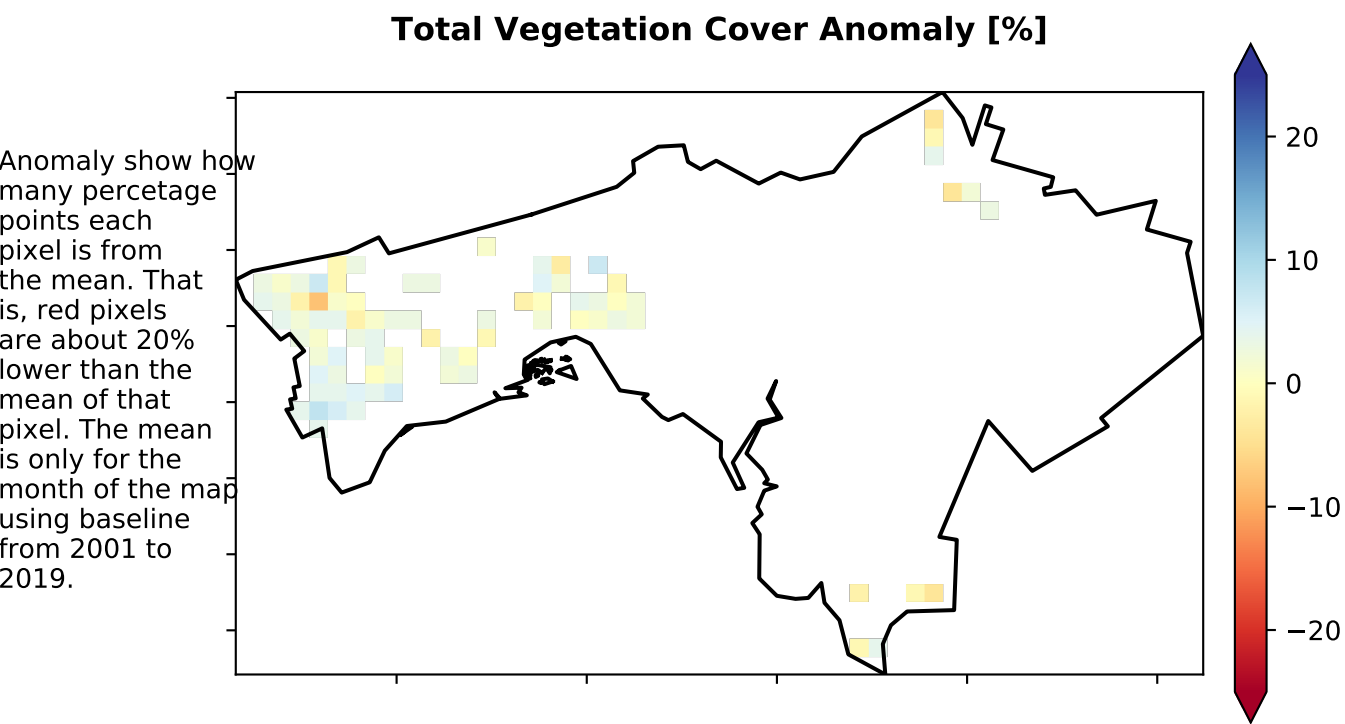 Total Vegetation Cover Anomaly [%]
Anomaly show how
many percetage
points each
pixel is from
the mean. That
is, red pixels
are about 20%
lower than the
mean of that
pixel. The mean
is only for the
month of the map
using baseline
from 2001 to
2019.
20
10
0
−10
−20